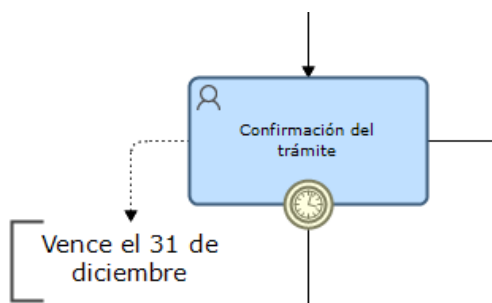 Confirmación del
trámite
Vence el 31 de
diciembre